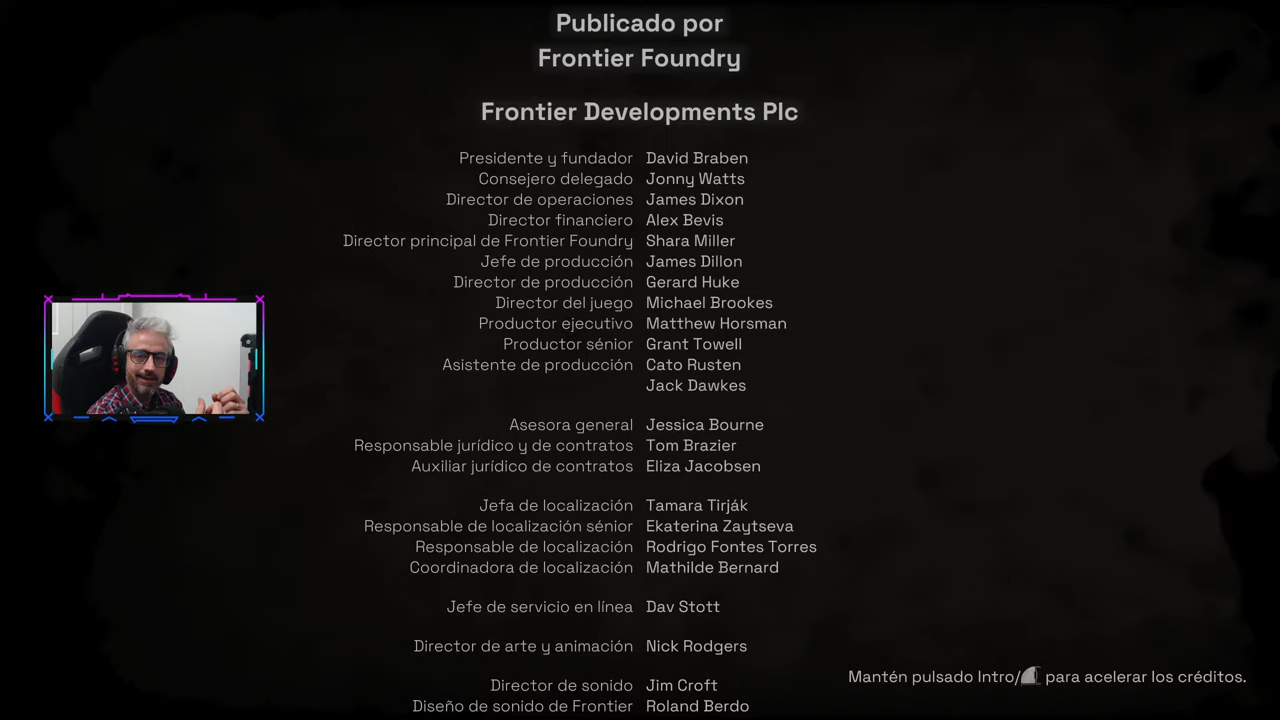 Publicado por
Frontier Foundry
Frontier Developments Plc
Presidente y fundador David Braben
Consejero delegado Jonny Watts
Director de operaciones James Dixon
Director financiero Alex Bevis
Director principal de Frontier Foundry Shara Miller
Jefe de producción James Dillon
Director de producción Gerard Huke
Director del juego Michael Brookes
Productor ejecutivo Matthew Horsman
Productor sénior Grant Towell
Asistente de producción Cato Rusten
Jack Dawkes
Asesora general Jessica Bourne
Responsable jurídico y de contratos Tom Brazier
Auxiliar jurídico de contratos Eliza Jacobsen
Jefa de localización Tamara Tirják
Responsable de localización sénior Ekaterina Zaytseva
Responsable de localización Rodrigo Fontes Torres
Coordinadora de localización Mathilde Bernard
Jefe de servicio en línea Dav Stott
Director de arte y animación Nick Rodgers
Director de sonido Jim Croft
Diseño de sonido de Frontier Roland Berdo
Mantén pulsado Intro/ para acelerar los créditos.